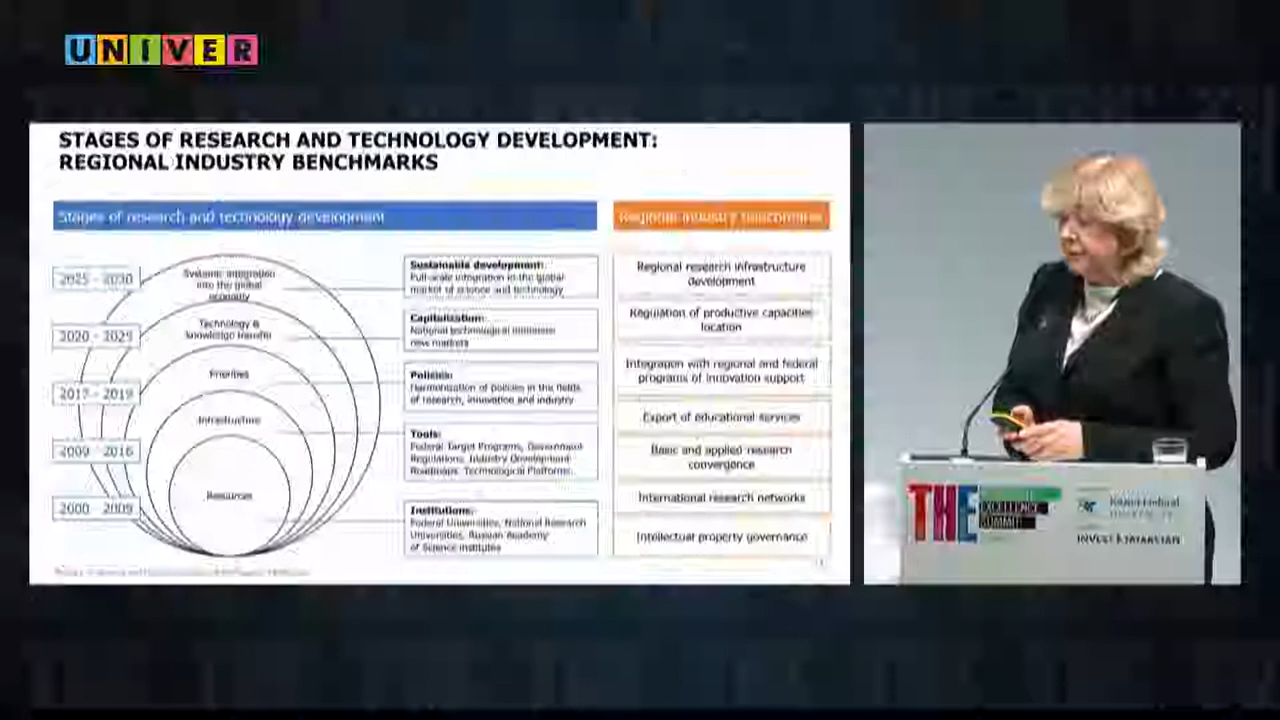 UNIVER
STAGES OF RESEARCH AND TECHNOLOGY DEVELOPMENT:
REGIONAL INDUSTRY BENCHMARKS
Stages of research and technology development
Regional industry
2025 - 2030
2020 - 2025
2017 - 2019
2009 - 2016
2000 - 2009
Systemic integration
into the global
economy
Technology &
knowledge transfer
Priorities
Infrastructure
Resources
Sustainable development:
Full-scale integration in the global
market of science and technology
Capitalization:
National technological
new markets
Policies:
Harmonization of policies in the fields
of research, innovation and industry
Tools:
Federal Target Programs, Government
Regulations, Industry Development
Roadmaps, Technological Platforms
Institutions:
Federal Universities, National Research
Universities, Russian Academy
of Science institutes
Regional research infrastructure
development
Regulation of productive capacities
location
Integration with regional and federal
programs of innovation support
Export of educational services
Basic and applied research
convergence
International research networks
Intellectual property governance
THE
EXCELLENCE
SUMMIT
INVEST TATARSTAN